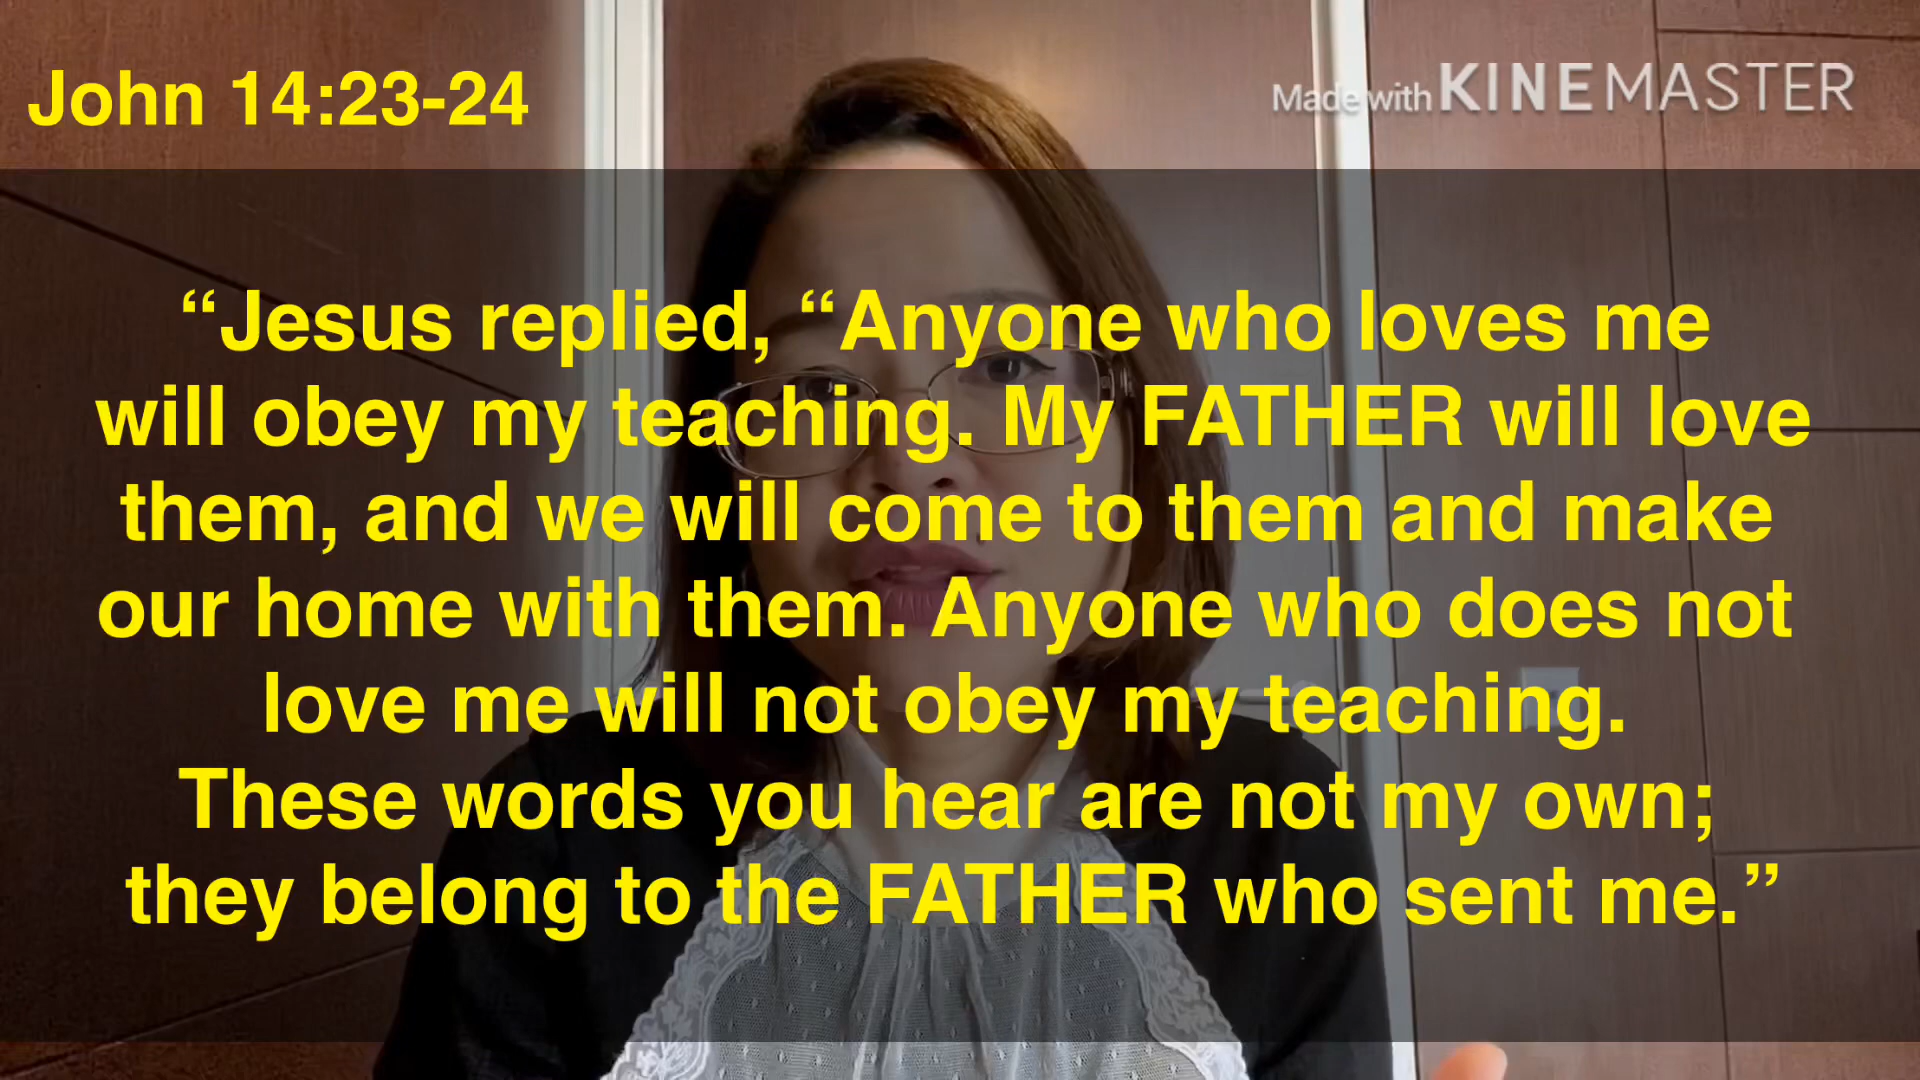 John 14:23-24
Made with KINEMASTER
“Jesus replied, “Anyone who loves me
will obey my teaching. My FATHER will love
them, and we will come to them and make
our home with them. Anyone who does not
love me will not obey my teaching.
These words you hear are not my own;
they belong to the FATHER who sent me.”